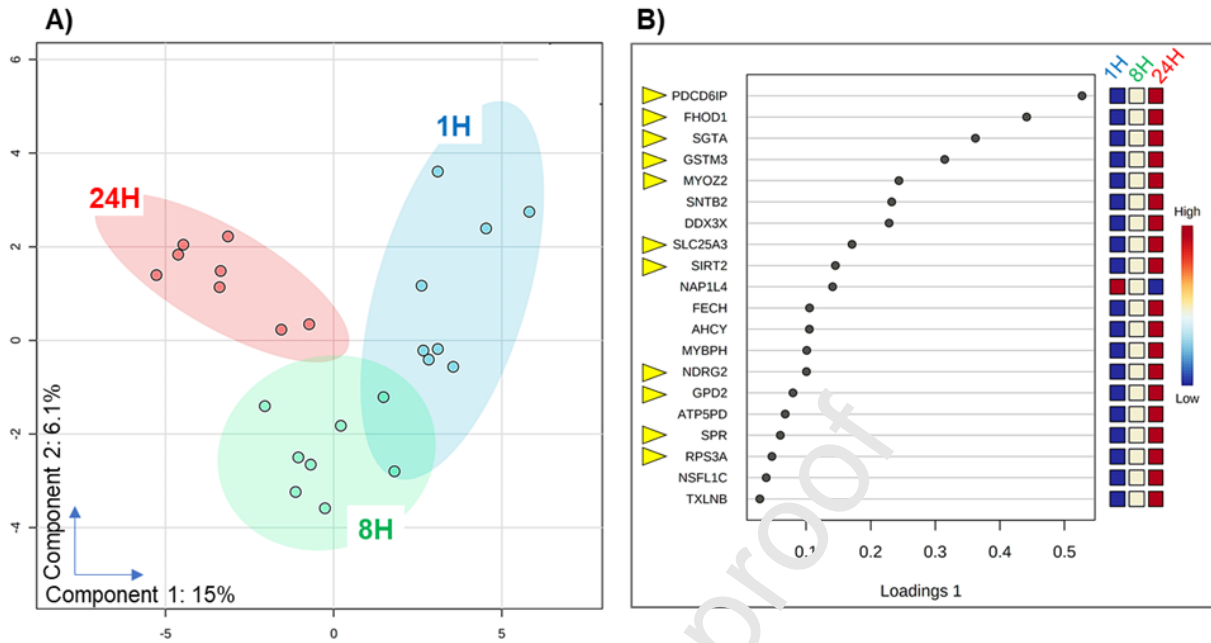 A)
6
4
2
0
-2
-4
1H
24H
8H
Component 2: 6.1%
Component 1: 15%
-5
0
5
B)
1H
8H
24H
PDCD6IP
FHOD1
SGTA
GSTM3
MYOZ2
SNTB2
DDX3X
SLC25A3
SIRT2
NAP1L4
FECH
AHCY
MYBPH
NDRG2
GPD2
ATP5PD
SPR
RPS3A
NSFL1C
TXLNB
High
Low
0.1
0.2
0.3
0.4
0.5
Loadings 1
proof